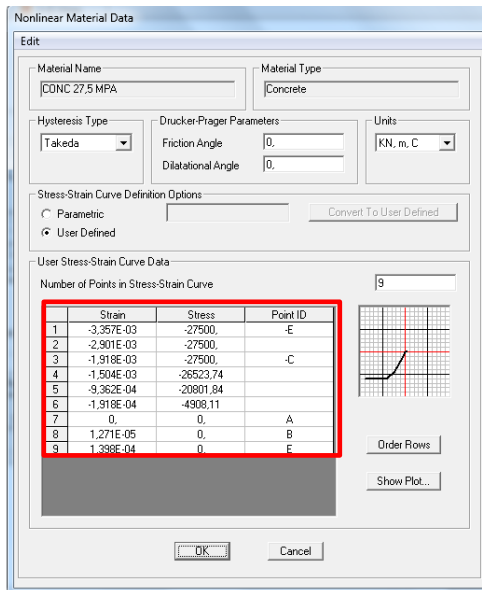 Nonlinear Material Data
Edit
Material Name
Material Type
CONC 27,5 MPA
Concrete
Hysteresis Type
Drucker-Prager Parameters
Units
Takeda
Friction Angle
0,
KN, m, C
Dilatational Angle
0,
Stress-Strain Curve Definition Options
Parametric
Convert To User Defined
User Defined
User Stress-Strain Curve Data
Number of Points in Stress-Strain Curve
9
Strain Stress Point ID
1 -3,357E-03 -27500, -E
2 -2,901E-03 -27500,
3 -1,918E-03 -27500, -C
4 -1,504E-03 -26523,74
5 -9,362E-04 -20801,84
6 -1,918E-04 -4908,11
7 0, 0, A
8 1,271E-05 0, B
9 1,398E-04 0, E
Order Rows
Show Plot...
OK
Cancel